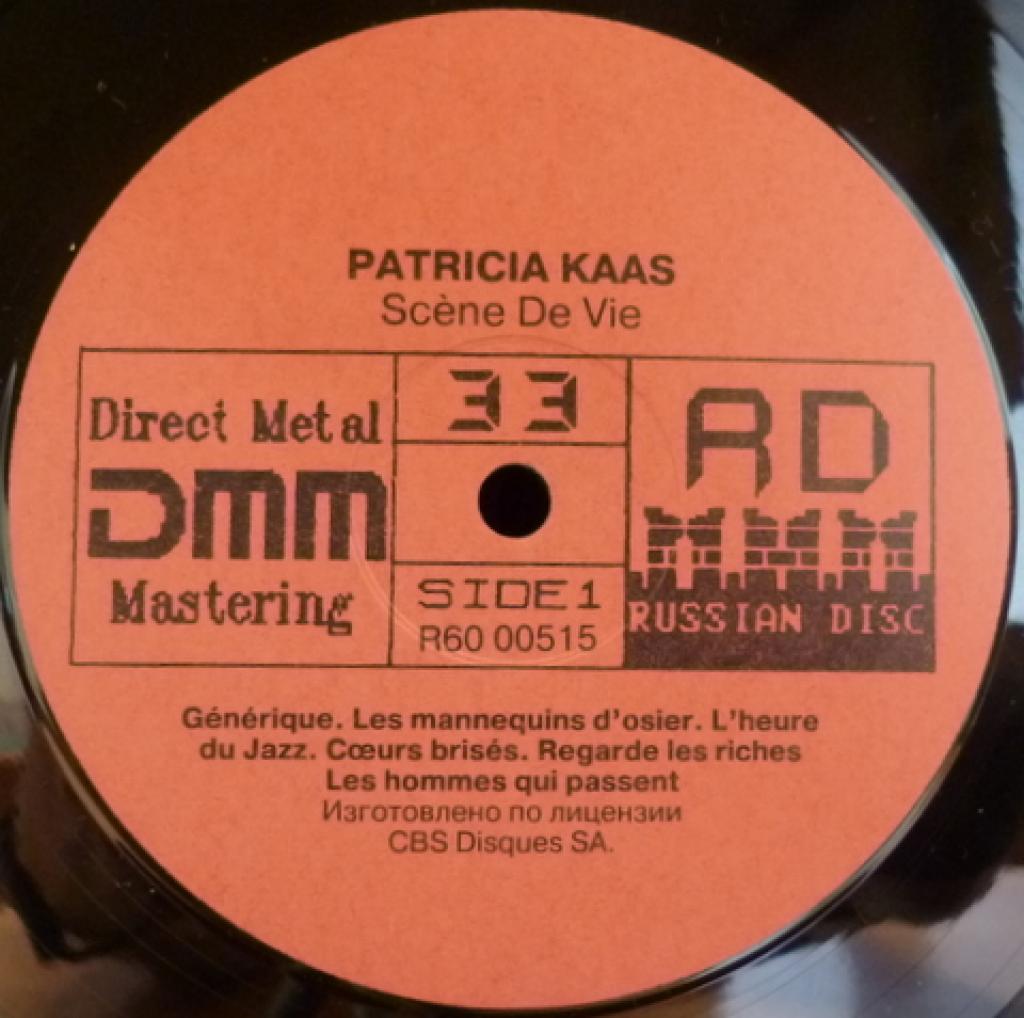 PATRICIA KAAS
Scène De Vie
Direct Metal
DMM
Mastering
33
SIDE 1
R60 00515
RD
RUSSIAN DISC
Générique. Les mannequins d'osier. L'heure
du Jazz. Cœurs brisés. Regarde les riches
Les hommes qui passent
Изготовлено по лицензии
CBS Disques SA.